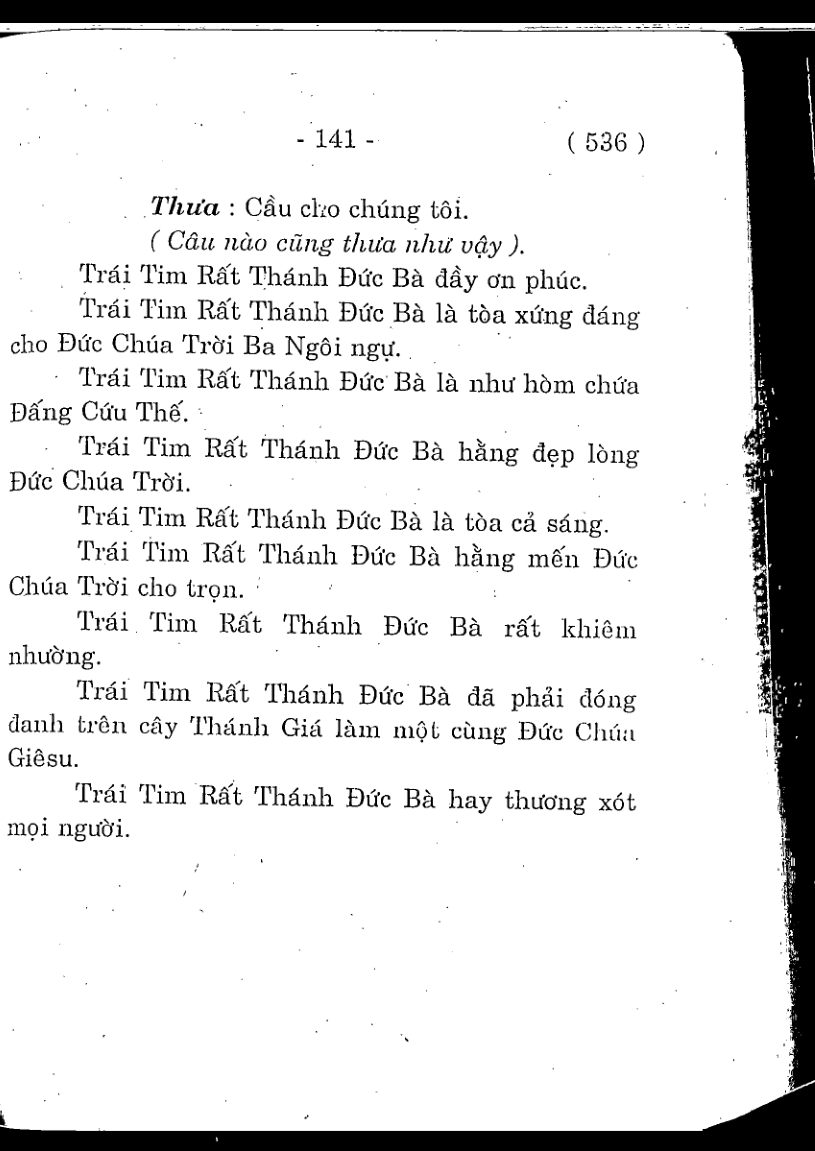 - 141 - ( 536 )
Thưa : Cầu cho chúng tôi.
( Câu nào cũng thưa như vậy ).
Trái Tim Rất Thánh Đức Bà đầy ơn phúc.
Trái Tim Rất Thánh Đức Bà là tòa xứng đáng
cho Đức Chúa Trời Ba Ngôi ngự.
Trái Tim Rất Thánh Đức Bà là như hòm chứa
Đấng Cứu Thế.
Trái Tim Rất Thánh Đức Bà hằng đẹp lòng
Đức Chúa Trời.
Trái Tim Rất Thánh Đức Bà là tòa cả sáng.
Trái Tim Rất Thánh Đức Bà hằng mến Đức
Chúa Trời cho trọn.
Trái Tim Rất Thánh Đức Bà rất khiêm
nhường.
Trái Tim Rất Thánh Đức Bà đã phải đóng
đanh trên cây Thánh Giá làm một cùng Đức Chúa
Giêsu.
Trái Tim Rất Thánh Đức Bà hay thương xót
mọi người.